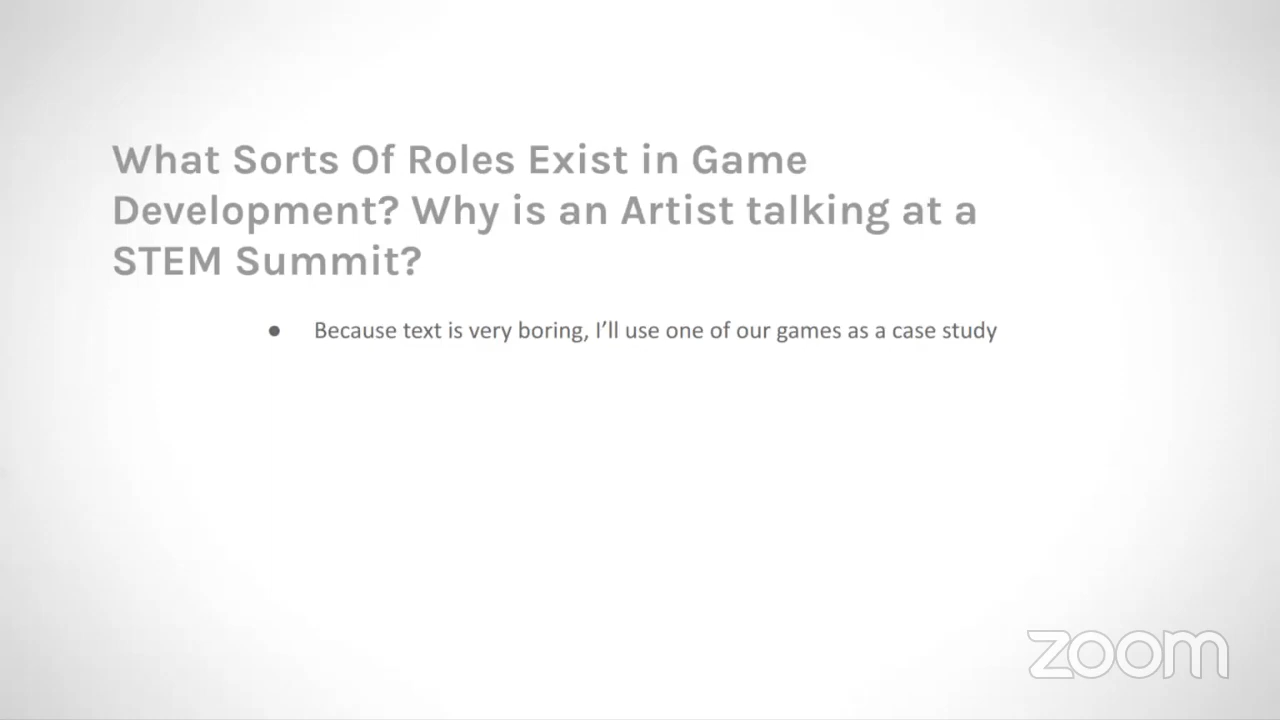 What Sorts Of Roles Exist in Game
Development? Why is an Artist talking at a
STEM Summit?
● Because text is very boring, I’ll use one of our games as a case study
zoom